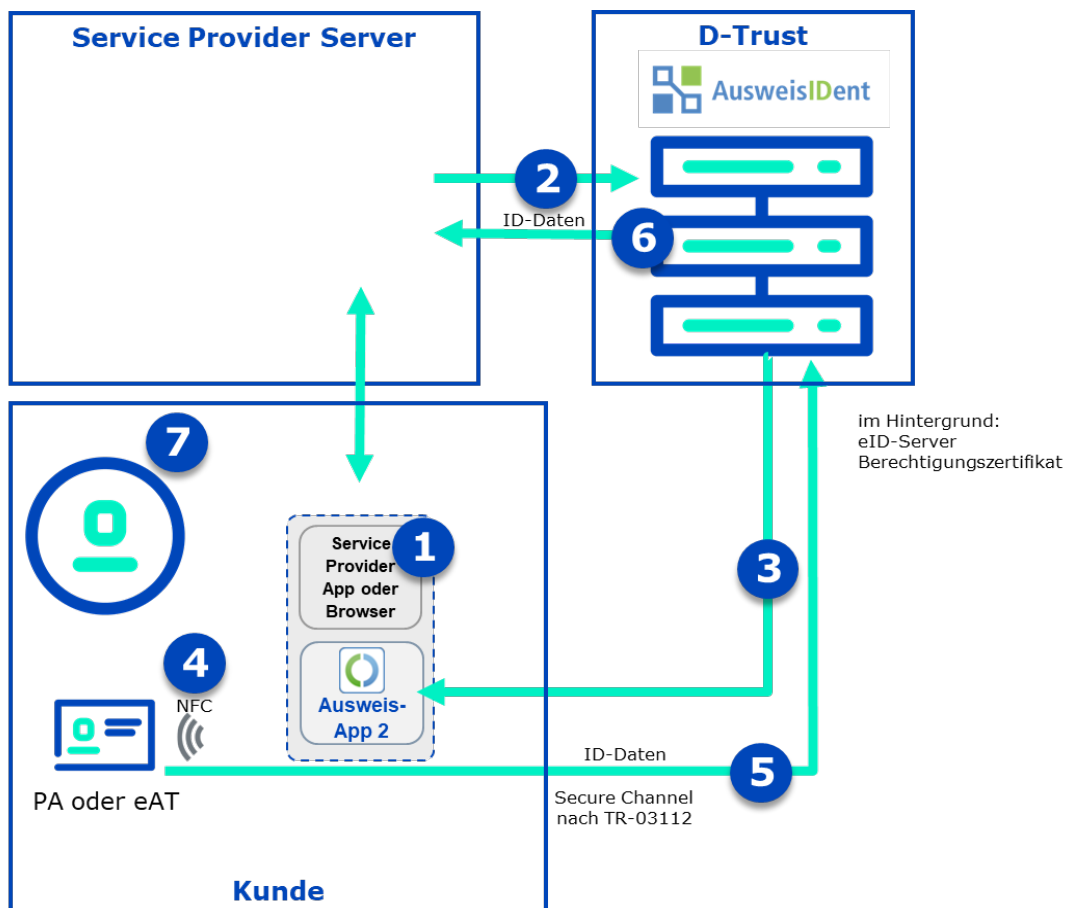 Service Provider Server
D-Trust
AusweisIDent
2
ID-Daten
6
im Hintergrund:
eID-Server
Berechtigungszertifikat
7
1
Service
Provider
App oder
Browser
3
4
NFC
Ausweis-
App 2
PA oder eAT
ID-Daten
5
Secure Channel
nach TR-03112
Kunde